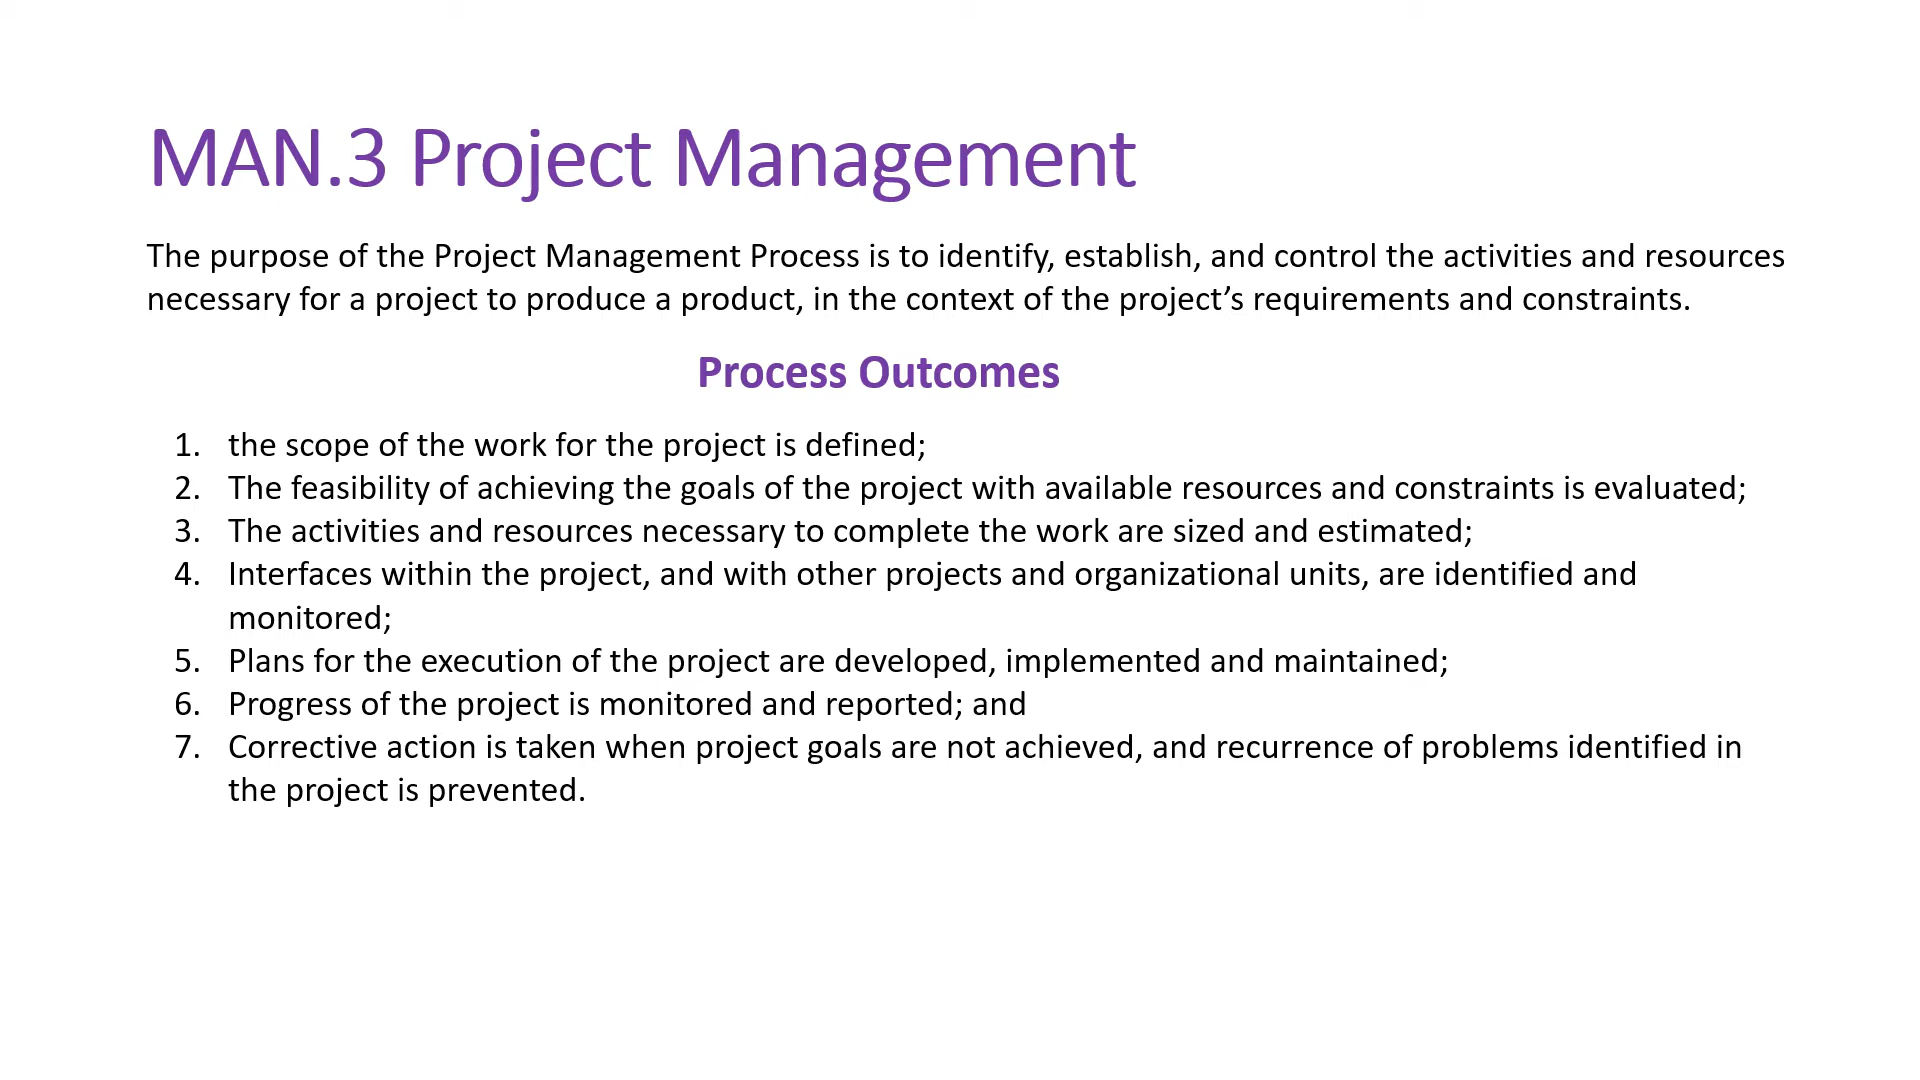 MAN.3 Project Management
The purpose of the Project Management Process is to identify, establish, and control the activities and resources
necessary for a project to produce a product, in the context of the project’s requirements and constraints.
Process Outcomes
1. the scope of the work for the project is defined;
2. The feasibility of achieving the goals of the project with available resources and constraints is evaluated;
3. The activities and resources necessary to complete the work are sized and estimated;
4. Interfaces within the project, and with other projects and organizational units, are identified and
monitored;
5. Plans for the execution of the project are developed, implemented and maintained;
6. Progress of the project is monitored and reported; and
7. Corrective action is taken when project goals are not achieved, and recurrence of problems identified in
the project is prevented.